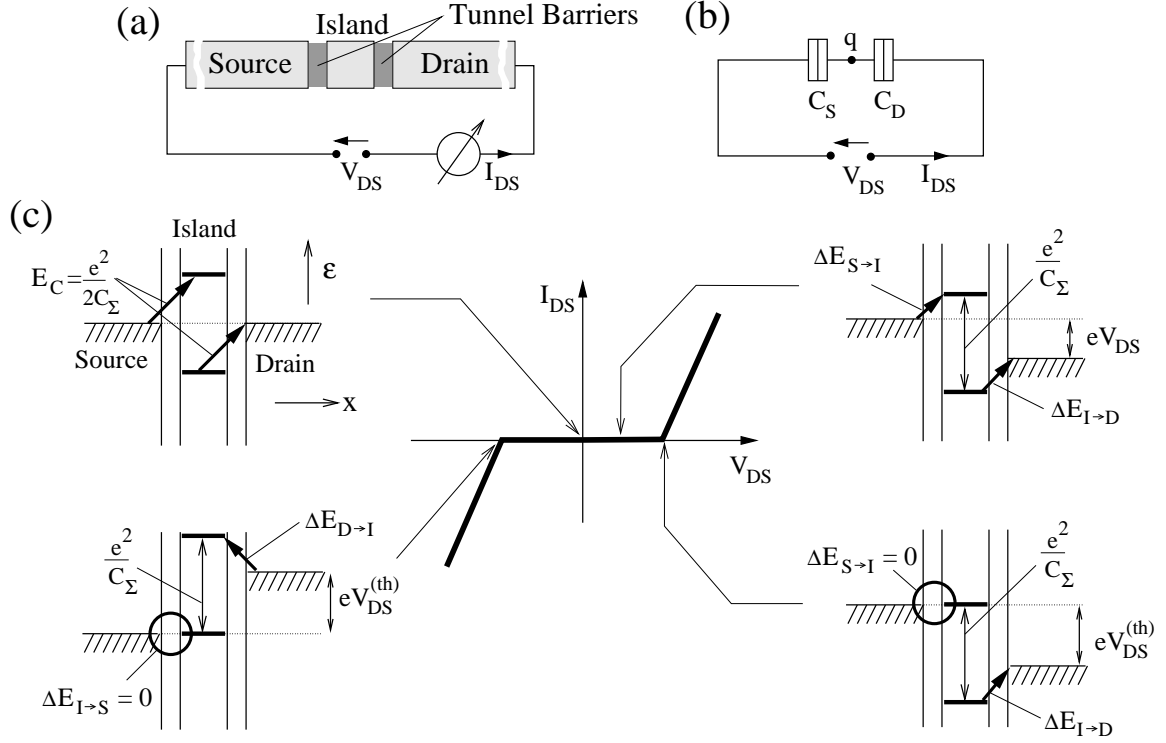 (a)
Island
Tunnel Barriers
Source
Drain
V_DS
I_DS
(b)
q
C_S
C_D
V_DS
I_DS
(c)
Island
E_C = e^2/2C_Σ
ε
Source
Drain
x
I_DS
V_DS
ΔE_S→I
e^2/C_Σ
eV_DS
ΔE_I→D
ΔE_D→I
e^2/C_Σ
eV_DS^(th)
ΔE_I→S = 0
ΔE_S→I = 0
e^2/C_Σ
eV_DS^(th)
ΔE_I→D